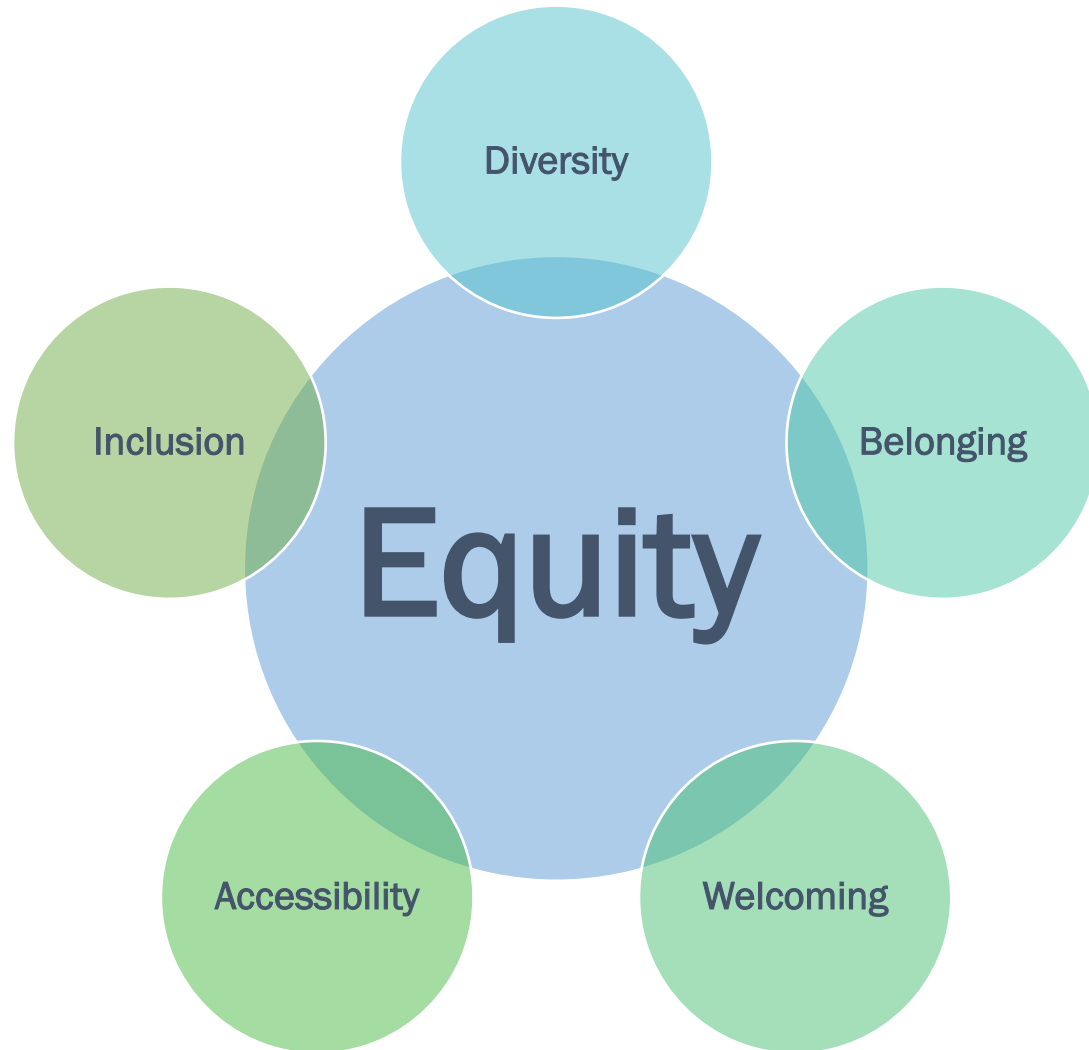 Diversity
Inclusion
Belonging
Equity
Accessibility
Welcoming